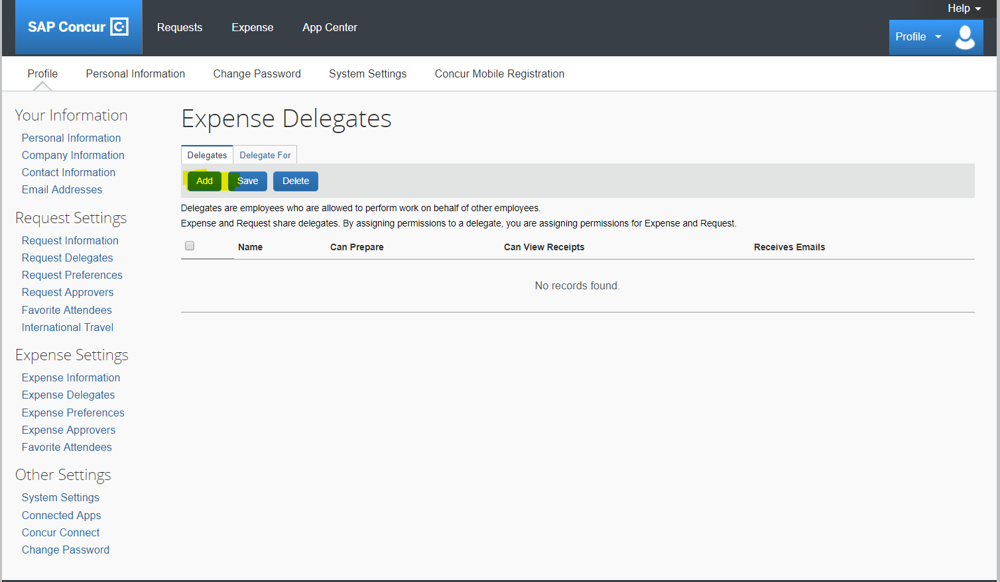 Help
SAP Concur
Requests
Expense
App Center
Profile
Profile
Personal Information
Change Password
System Settings
Concur Mobile Registration
Your Information
Personal Information
Company Information
Contact Information
Email Addresses
Request Settings
Request Information
Request Delegates
Request Preferences
Request Approvers
Favorite Attendees
International Travel
Expense Settings
Expense Information
Expense Delegates
Expense Preferences
Expense Approvers
Favorite Attendees
Other Settings
System Settings
Connected Apps
Concur Connect
Change Password
Expense Delegates
Delegates
Delegate For
Add
Save
Delete
Delegates are employees who are allowed to perform work on behalf of other employees.
Expense and Request share delegates. By assigning permissions to a delegate, you are assigning permissions for Expense and Request.
Name
Can Prepare
Can View Receipts
Receives Emails
No records found.